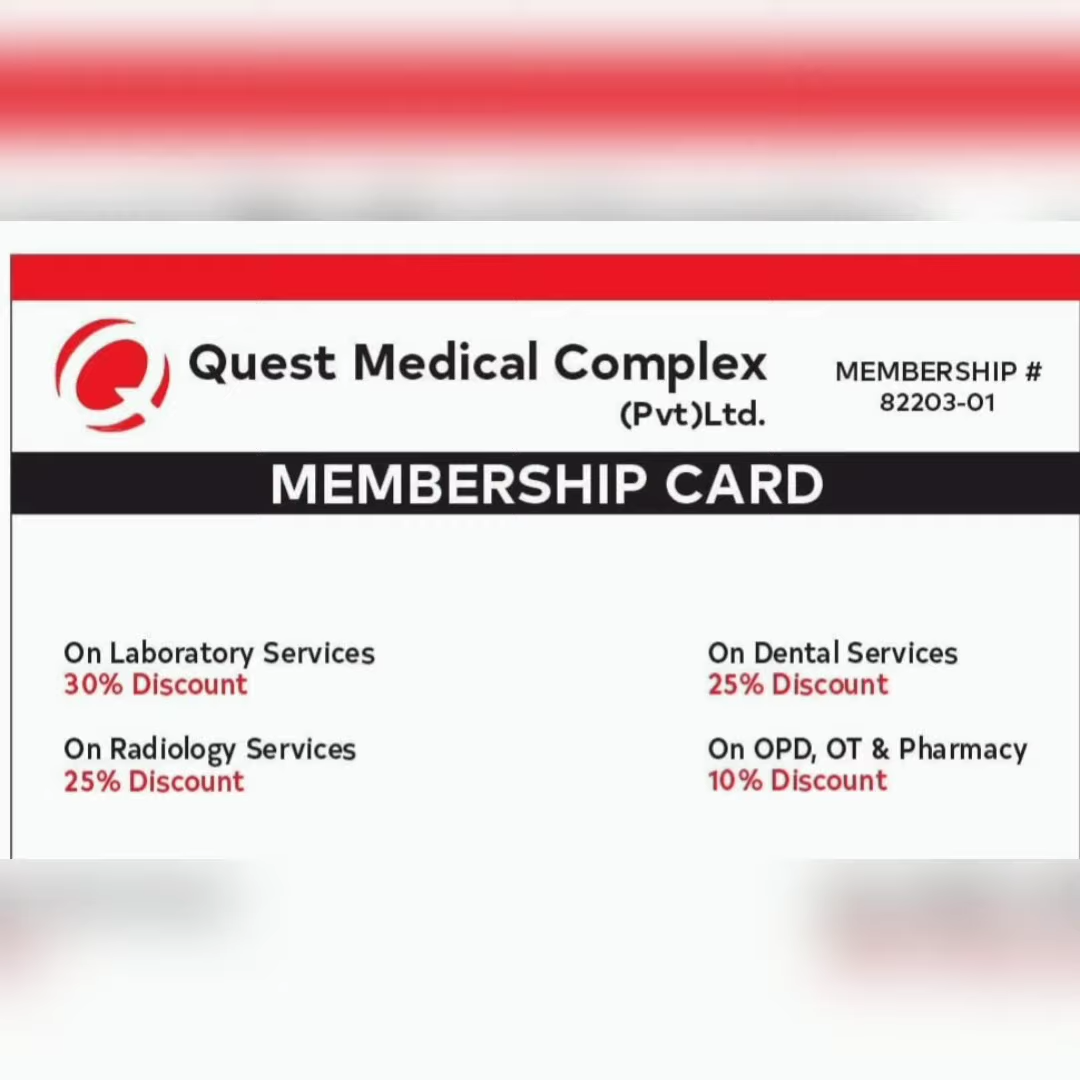 Quest Medical Complex
(Pvt)Ltd.
MEMBERSHIP #
82203-01
MEMBERSHIP CARD
On Laboratory Services
30% Discount
On Radiology Services
25% Discount
On Dental Services
25% Discount
On OPD, OT & Pharmacy
10% Discount